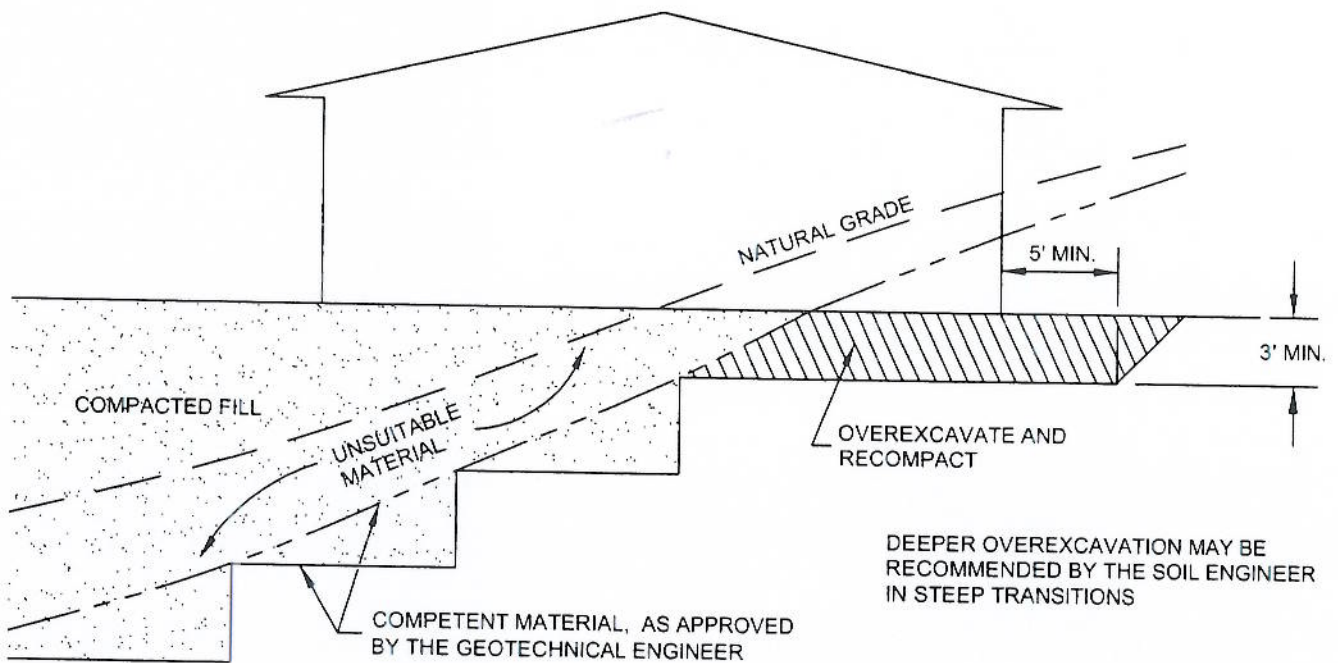 NATURAL GRADE
5' MIN.
3' MIN.
COMPACTED FILL
UNSUITABLE
MATERIAL
OVEREXCAVATE AND
RECOMPACT
DEEPER OVEREXCAVATION MAY BE
RECOMMENDED BY THE SOIL ENGINEER
IN STEEP TRANSITIONS
COMPETENT MATERIAL, AS APPROVED
BY THE GEOTECHNICAL ENGINEER